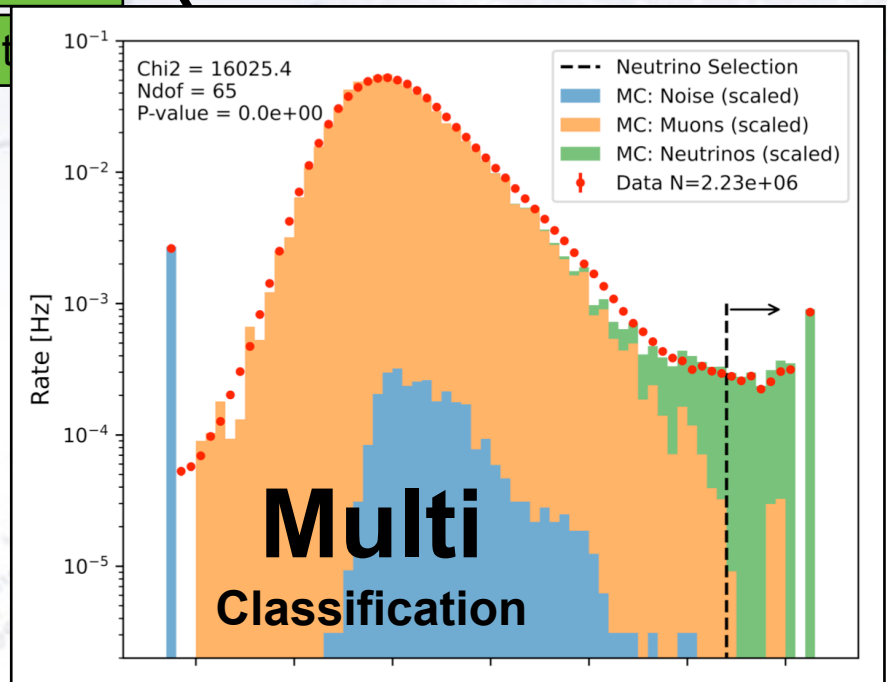 t
10⁻¹
Chi2 = 16025.4
Ndof = 65
P-value = 0.0e+00
Neutrino Selection
MC: Noise (scaled)
MC: Muons (scaled)
MC: Neutrinos (scaled)
Data N=2.23e+06
10⁻²
10⁻³
Rate [Hz]
10⁻⁴
10⁻⁵
Multi
Classification